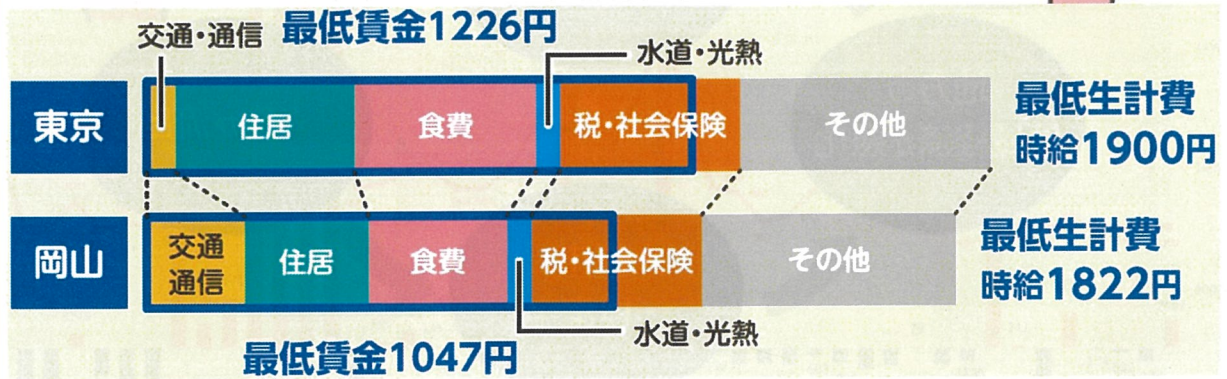 交通・通信 最低賃金1226円
水道・光熱
東京 住居 食費 税・社会保険 その他
最低生計費
時給1900円
岡山 交通
通信 住居 食費 税・社会保険 その他
最低生計費
時給1822円
水道・光熱
最低賃金1047円